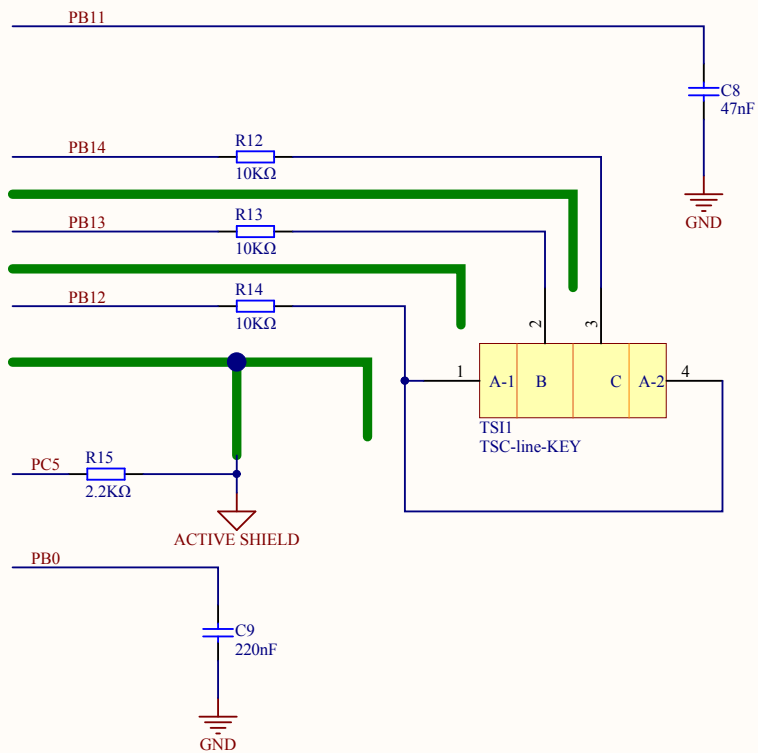 PB11
C8
47nF
GND
PB14
R12
10KΩ
PB13
R13
10KΩ
PB12
R14
10KΩ
2
3
1
A-1
B
C
A-2
4
TSI1
TSC-line-KEY
PC5
R15
2.2KΩ
ACTIVE SHIELD
PB0
C9
220nF
GND